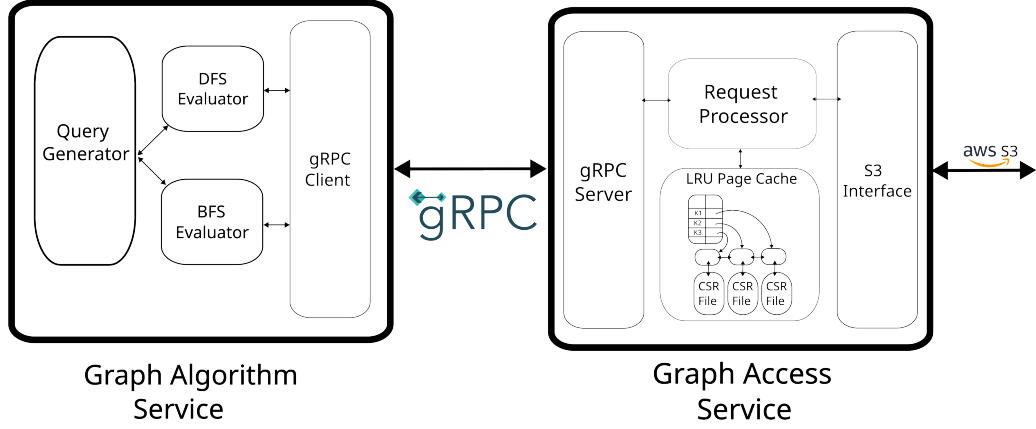 Query
Generator
DFS
Evaluator
BFS
Evaluator
gRPC
Client
gRPC
gRPC
Server
Request
Processor
LRU Page Cache
K1
K2
K3
CSR
File
CSR
File
CSR
File
S3
Interface
aws S3
Graph Algorithm
Service
Graph Access
Service